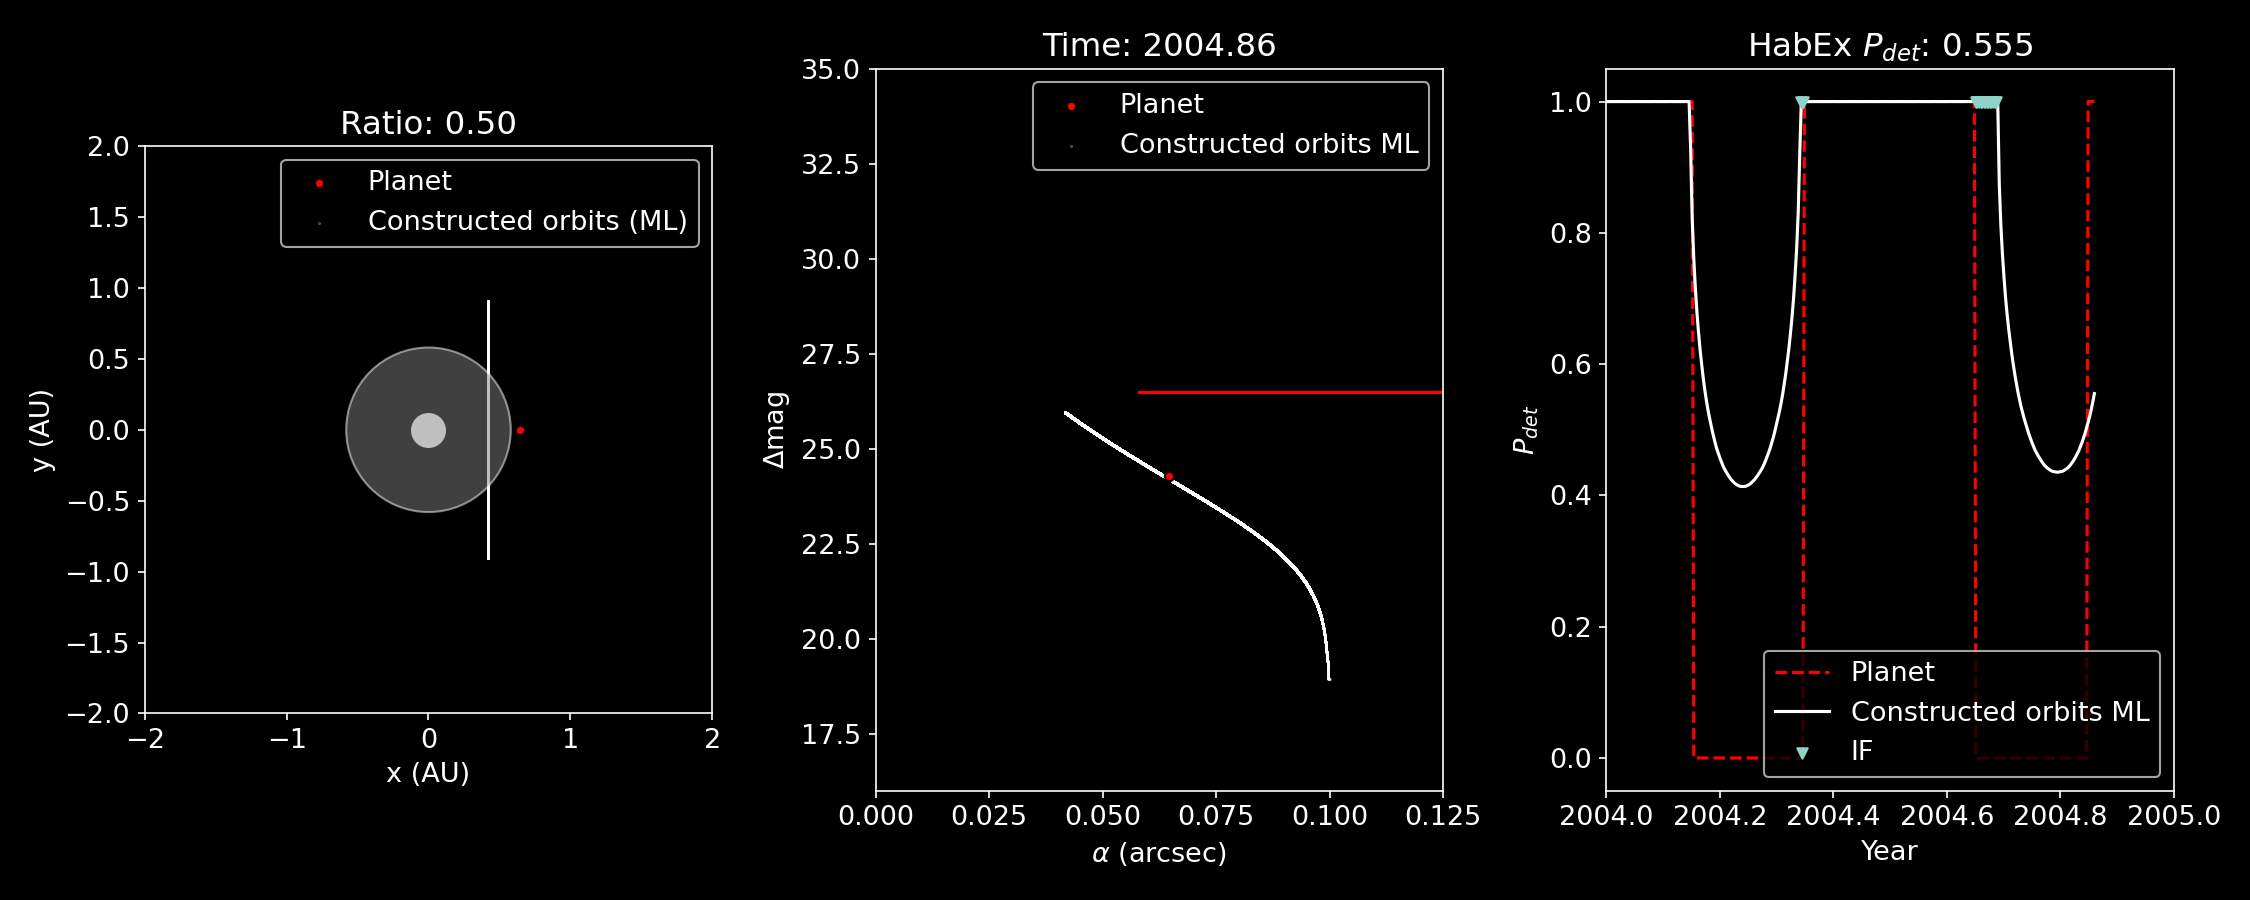 Ratio: 0.50
2.0
1.5
1.0
0.5
0.0
−0.5
−1.0
−1.5
−2.0
−2 −1 0 1 2
x (AU)
y (AU)
Planet
Constructed orbits (ML)
Time: 2004.86
35.0
32.5
30.0
27.5
25.0
22.5
20.0
17.5
0.000 0.025 0.050 0.075 0.100 0.125
α (arcsec)
Δmag
Planet
Constructed orbits ML
HabEx P_det: 0.555
1.0
0.8
0.6
0.4
0.2
0.0
2004.0 2004.2 2004.4 2004.6 2004.8 2005.0
Year
P_det
Planet
Constructed orbits ML
IF